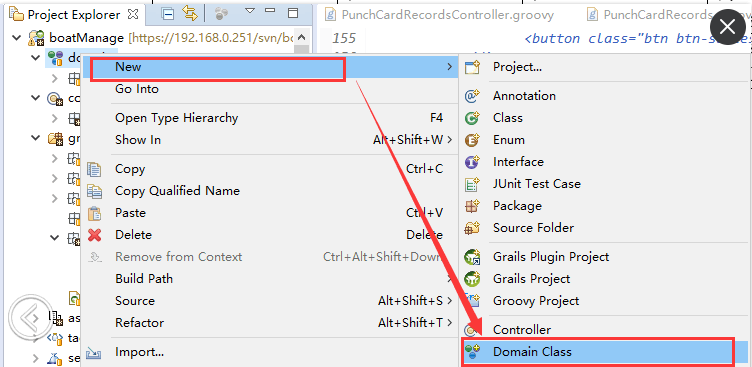 Project Explorer
PunchCardRecordsController.groovy
PunchCardRecords
boatManage [https://192.168.0.251/svn/bo
155
<button class="btn btn-s
156
do
New
Go Into
Open Type Hierarchy F4
Show In Alt+Shift+W
Copy Ctrl+C
Copy Qualified Name
Paste Ctrl+V
Delete Delete
Remove from Context Ctrl+Alt+Shift+Down
Build Path
Source Alt+Shift+S
Refactor Alt+Shift+T
Import...
co
gr
as
tag
se
Project...
Annotation
Class
Enum
Interface
JUnit Test Case
Package
Source Folder
Grails Plugin Project
Grails Project
Groovy Project
Controller
Domain Class